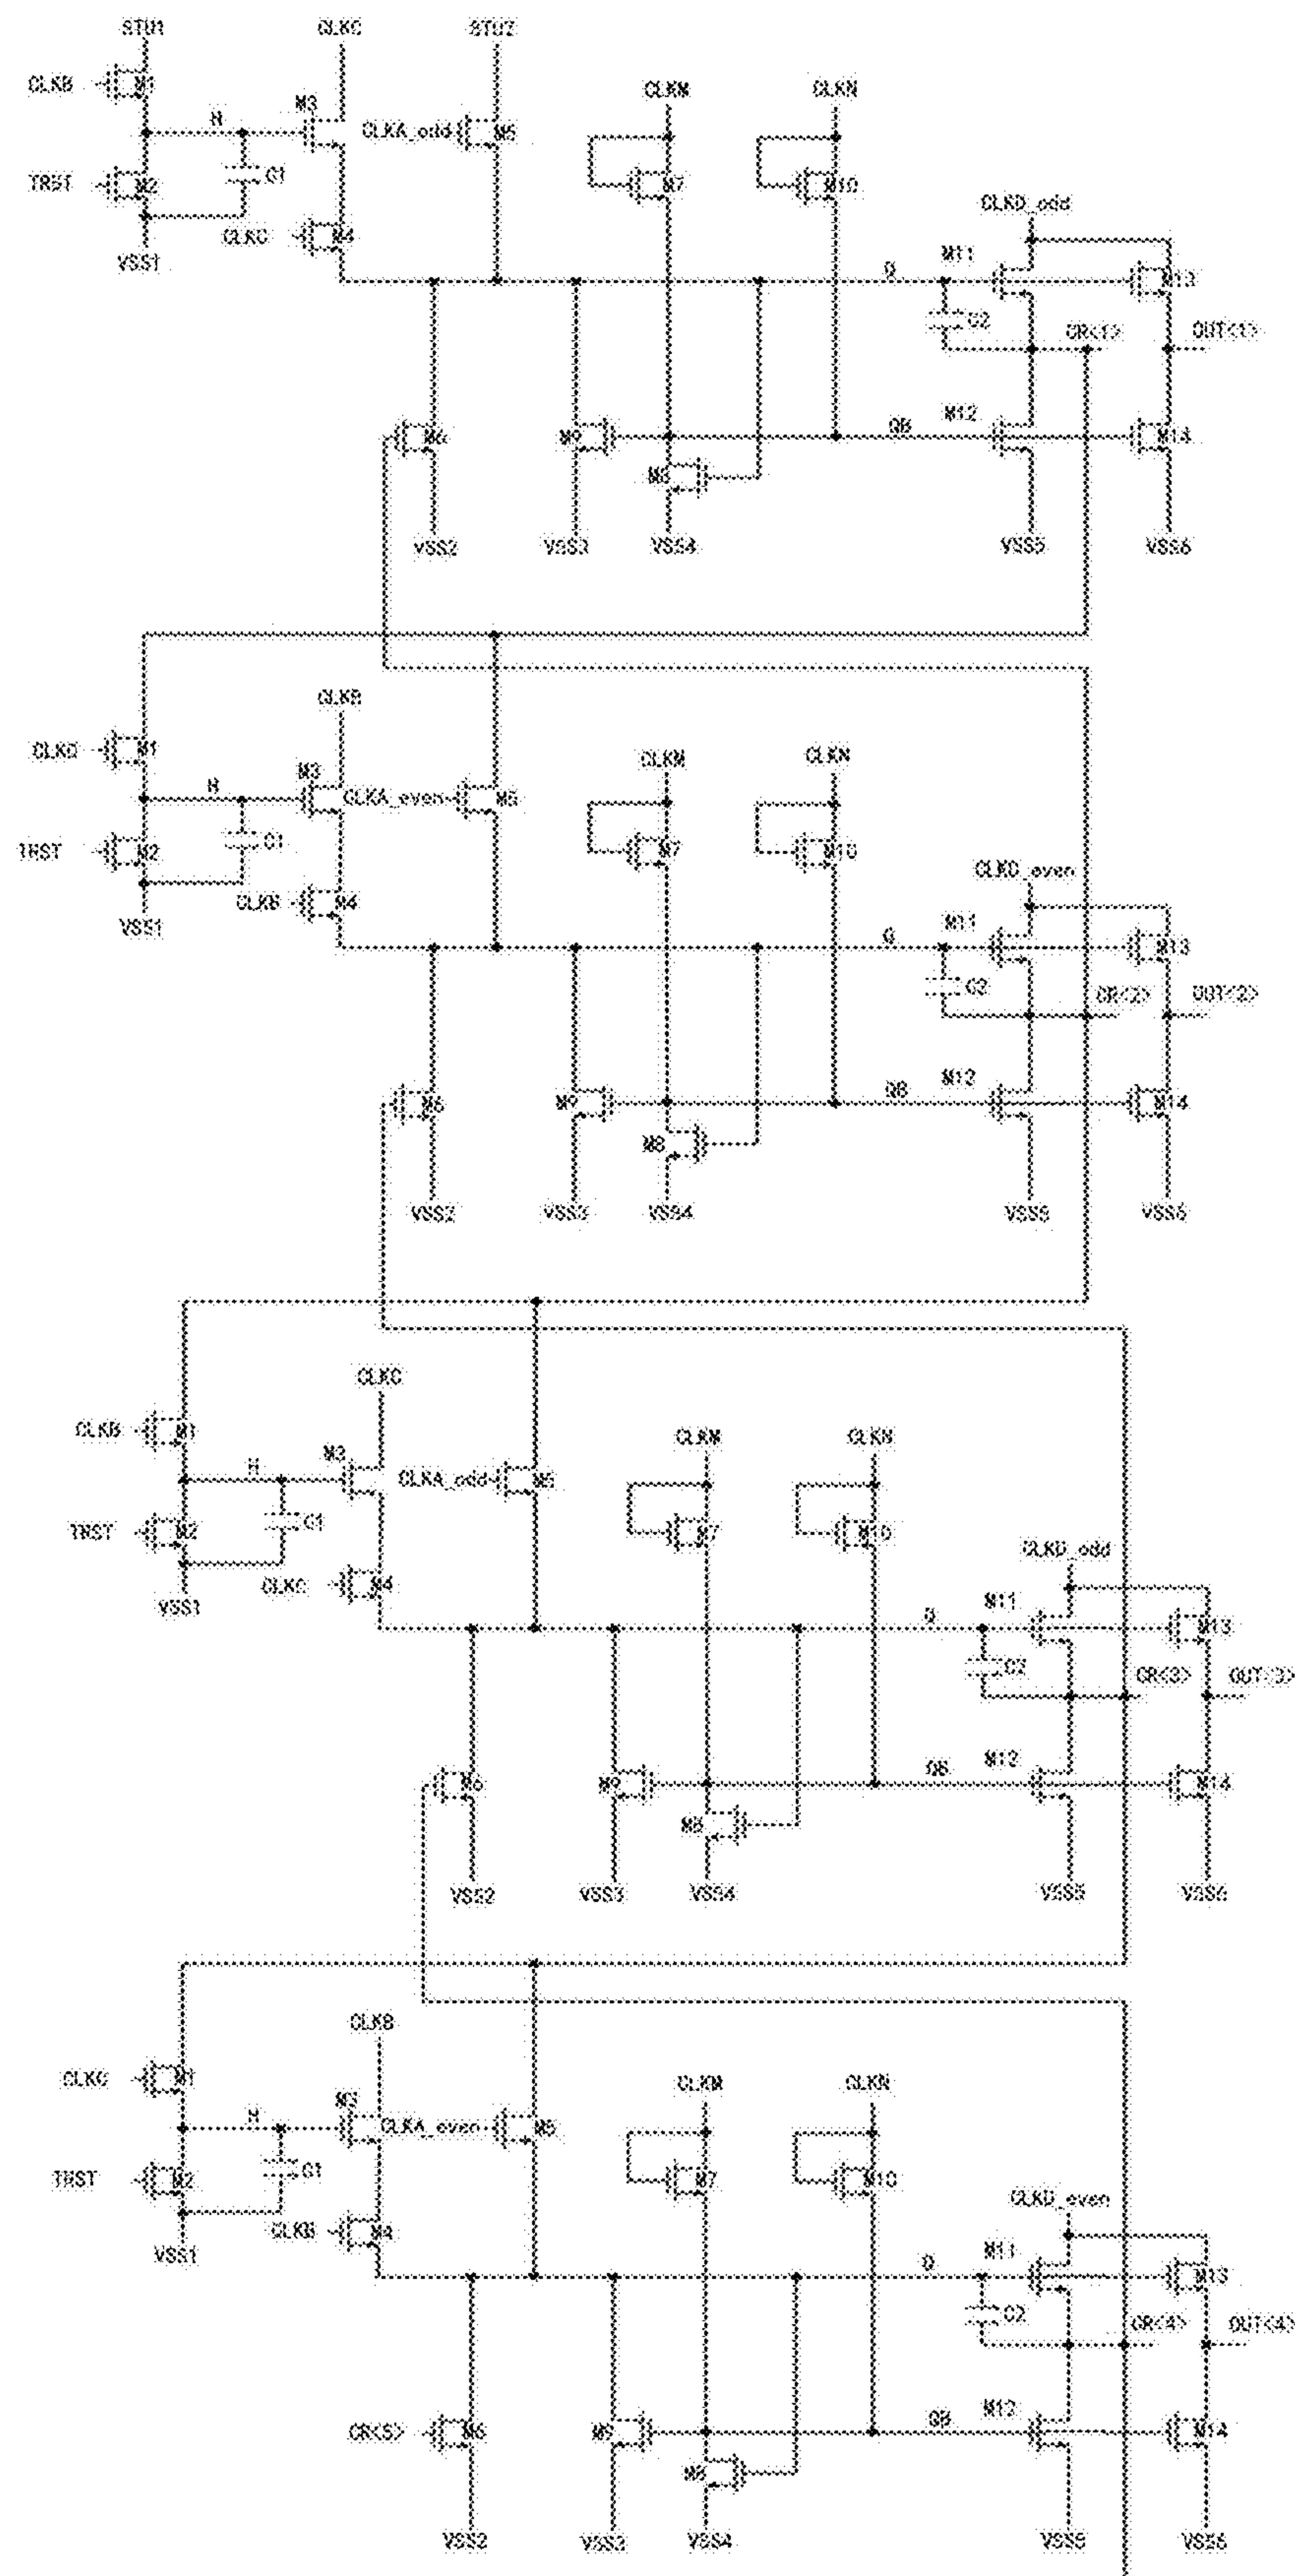 STU1 CLKC STU2
CLKB M1 CLKM CLKN
H M3 CLKA_odd M5
TRST M2 C1 M7 M10
CLKC M4 CLKD_odd
VSS1 M11 M13
Q C2 CR<1> OUT<1>
M6 M9 M8 QB M12 M14
VSS2 VSS3 VSS4 VSS5 VSS6
CLKB CLKM CLKN
CLKC M1
H M3 CLKA_even M5
TRST M2 C1 M7 M10
CLKB M4 CLKD_even
VSS1 Q M11 M13
C2 CR<2> OUT<2>
M6 M9 M8 QB M12 M14
VSS2 VSS3 VSS4 VSS5 VSS6
CLKC
CLKB M1 CLKM CLKN
H M3 CLKA_odd M5
TRST M2 C1 M7 M10
CLKC M4 CLKD_odd
VSS1 Q M11 M13
C2 CR<3> OUT<3>
M6 M9 M8 QB M12 M14
VSS2 VSS3 VSS4 VSS5 VSS6
CLKB
CLKC M1 CLKM CLKN
H M3 CLKA_even M5
TRST M2 C1 M7 M10
CLKB M4 CLKD_even
VSS1 Q M11 M13
C2 CR<4> OUT<4>
CR<5> M6 M9 M8 QB M12 M14
VSS2 VSS3 VSS4 VSS5 VSS6